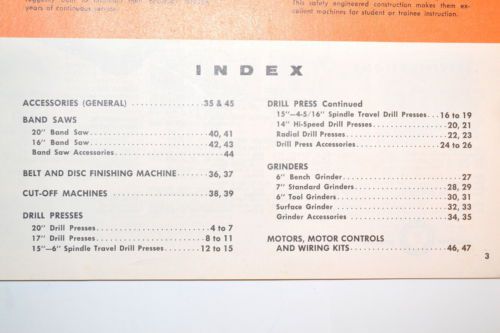 years of continuous service.
This safety engineered construction makes them ex-
cellent machines for student or trainee instruction.
INDEX
ACCESSORIES (GENERAL) ................ 35 & 45
BAND SAWS
20" Band Saw........................40, 41
16" Band Saw........................42, 43
Band Saw Accessories....................44
BELT AND DISC FINISHING MACHINE......36, 37
CUT-OFF MACHINES ....................38, 39
DRILL PRESSES
20" Drill Presses........................4 to 7
17" Drill Presses........................8 to 11
15"—6" Spindle Travel Drill Presses........12 to 15
DRILL PRESS Continued
15"—4-5/16" Spindle Travel Drill Presses...16 to 19
14" Hi-Speed Drill Presses...............20, 21
Radial Drill Presses.....................22, 23
Drill Press Accessories..................24 to 26
GRINDERS
6" Bench Grinder........................27
7" Standard Grinders....................28, 29
6" Tool Grinders........................30, 31
Surface Grinder........................32, 33
Grinder Accessories ....................34, 35
MOTORS, MOTOR CONTROLS
AND WIRING KITS......................46, 47
3